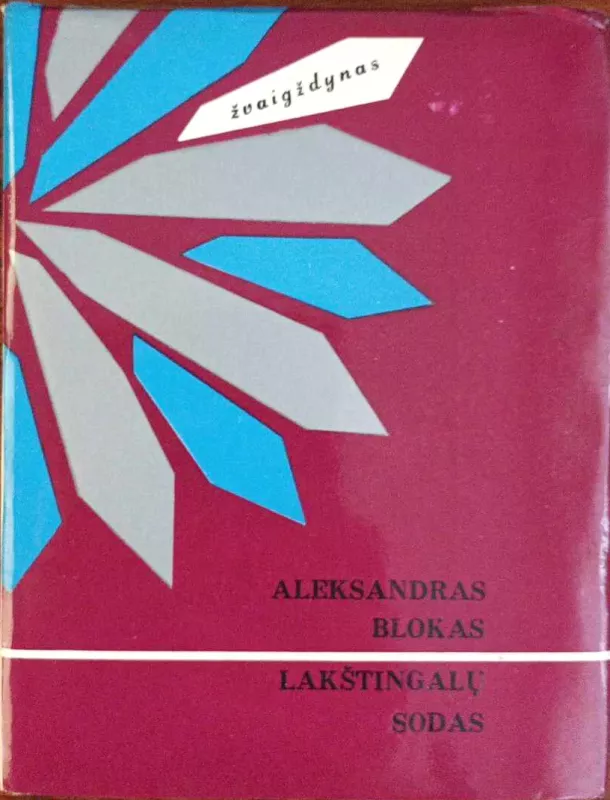 žvaigždynas
ALEKSANDRAS
BLOKAS
LAKŠTINGALŲ
SODAS